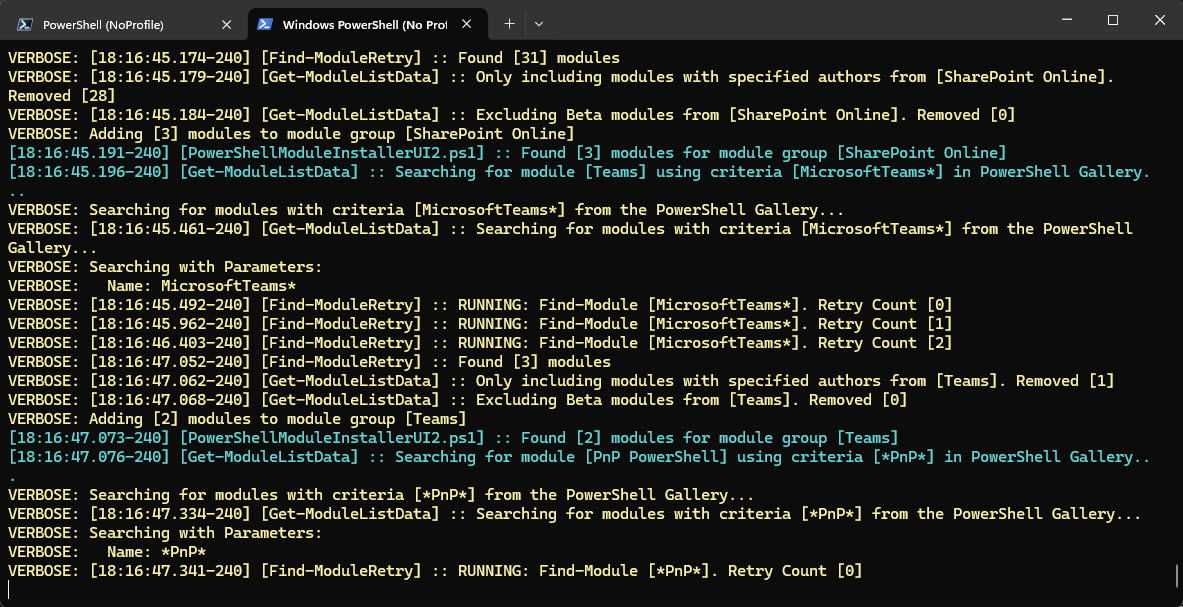 PowerShell (NoProfile)
Windows PowerShell (No Prof
VERBOSE: [18:16:45.174-240] [Find-ModuleRetry] :: Found [31] modules
VERBOSE: [18:16:45.179-240] [Get-ModuleListData] :: Only including modules with specified authors from [SharePoint Online].
Removed [28]
VERBOSE: [18:16:45.184-240] [Get-ModuleListData] :: Excluding Beta modules from [SharePoint Online]. Removed [0]
VERBOSE: Adding [3] modules to module group [SharePoint Online]
[18:16:45.191-240] [PowerShellModuleInstallerUI2.ps1] :: Found [3] modules for module group [SharePoint Online]
[18:16:45.196-240] [Get-ModuleListData] :: Searching for module [Teams] using criteria [MicrosoftTeams*] in PowerShell Gallery.
..
VERBOSE: Searching for modules with criteria [MicrosoftTeams*] from the PowerShell Gallery...
VERBOSE: [18:16:45.461-240] [Get-ModuleListData] :: Searching for modules with criteria [MicrosoftTeams*] from the PowerShell
Gallery...
VERBOSE: Searching with Parameters:
VERBOSE:   Name: MicrosoftTeams*
VERBOSE: [18:16:45.492-240] [Find-ModuleRetry] :: RUNNING: Find-Module [MicrosoftTeams*]. Retry Count [0]
VERBOSE: [18:16:45.962-240] [Find-ModuleRetry] :: RUNNING: Find-Module [MicrosoftTeams*]. Retry Count [1]
VERBOSE: [18:16:46.403-240] [Find-ModuleRetry] :: RUNNING: Find-Module [MicrosoftTeams*]. Retry Count [2]
VERBOSE: [18:16:47.052-240] [Find-ModuleRetry] :: Found [3] modules
VERBOSE: [18:16:47.062-240] [Get-ModuleListData] :: Only including modules with specified authors from [Teams]. Removed [1]
VERBOSE: [18:16:47.068-240] [Get-ModuleListData] :: Excluding Beta modules from [Teams]. Removed [0]
VERBOSE: Adding [2] modules to module group [Teams]
[18:16:47.073-240] [PowerShellModuleInstallerUI2.ps1] :: Found [2] modules for module group [Teams]
[18:16:47.076-240] [Get-ModuleListData] :: Searching for module [PnP PowerShell] using criteria [*PnP*] in PowerShell Gallery..
.
VERBOSE: Searching for modules with criteria [*PnP*] from the PowerShell Gallery...
VERBOSE: [18:16:47.334-240] [Get-ModuleListData] :: Searching for modules with criteria [*PnP*] from the PowerShell Gallery...
VERBOSE: Searching with Parameters:
VERBOSE:   Name: *PnP*
VERBOSE: [18:16:47.341-240] [Find-ModuleRetry] :: RUNNING: Find-Module [*PnP*]. Retry Count [0]